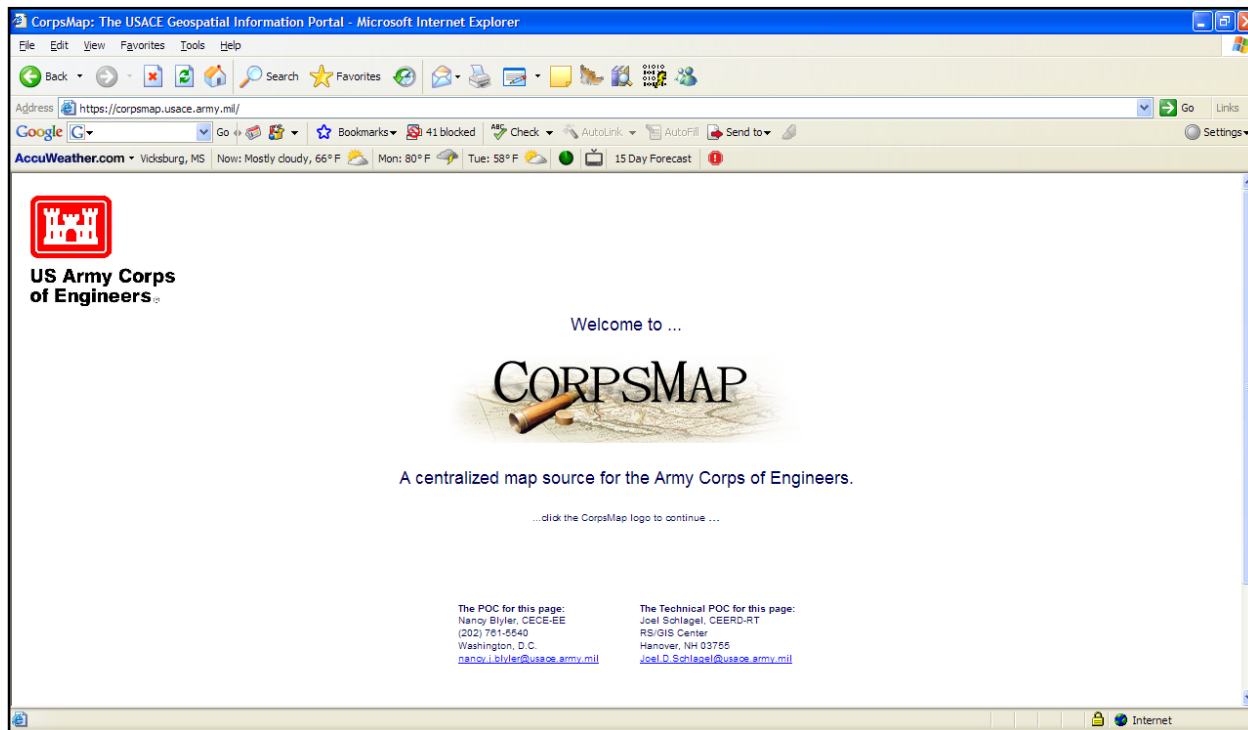 CorpsMap: The USACE Geospatial Information Portal - Microsoft Internet Explorer
File Edit View Favorites Tools Help
Back Search Favorites
Address https://corpsmap.usace.army.mil/ Go Links
Google G Go Bookmarks 41 blocked ABC Check AutoLink AutoFill Send to Settings
AccuWeather.com Vicksburg, MS Now: Mostly cloudy, 66° F Mon: 80° F Tue: 58° F 15 Day Forecast
US Army Corps
of Engineers®
Welcome to ...
CORPSMAP
A centralized map source for the Army Corps of Engineers.
...click the CorpsMap logo to continue ...
The POC for this page: The Technical POC for this page:
Nancy Blyler, CECE-EE Joel Schlagel, CEERD-RT
(202) 761-5540 RS/GIS Center
Washington, D.C. Hanover, NH 03755
nancy.j.blyler@usace.army.mil Joel.D.Schlagel@usace.army.mil
Internet